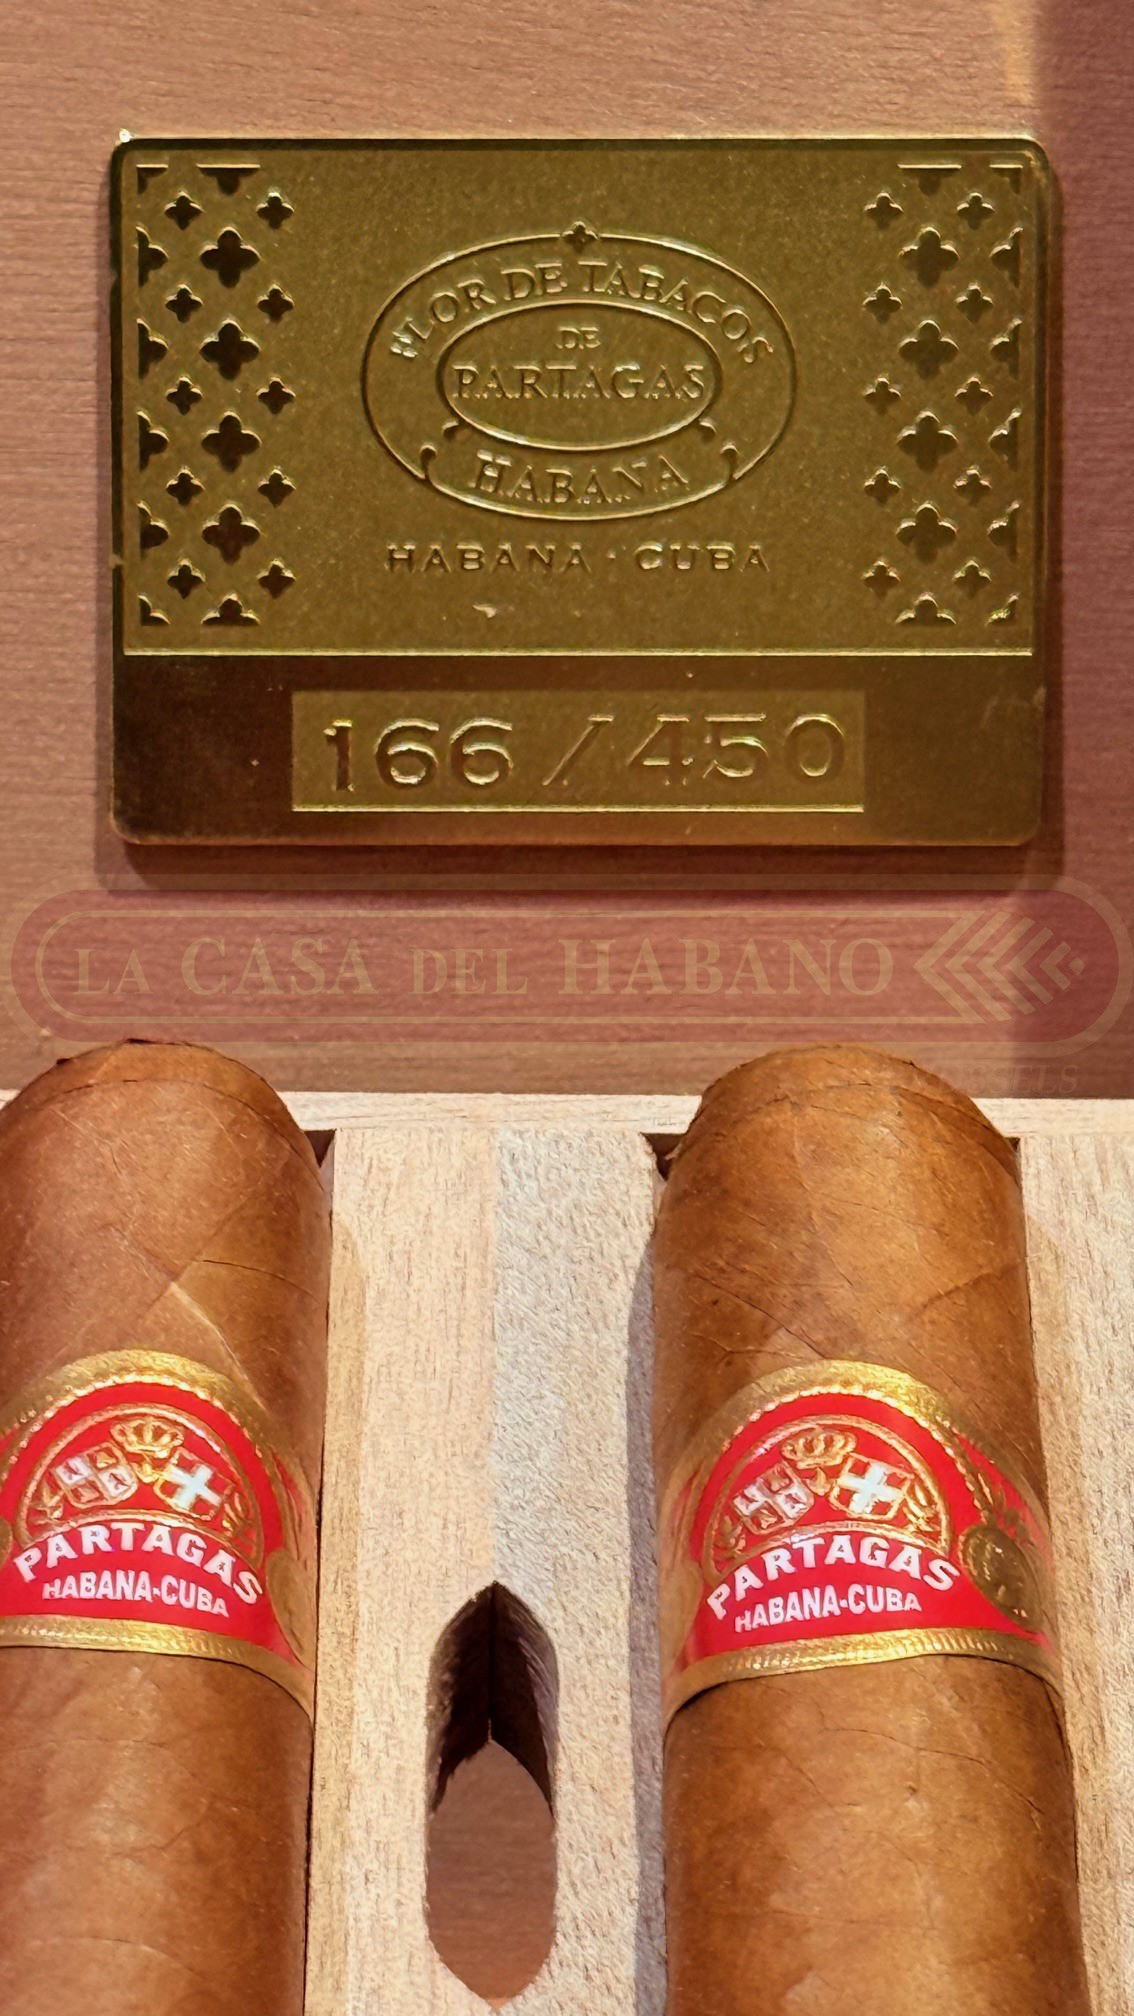 FLOR DE TABACOS
DE
PARTAGAS
HABANA
HABANA · CUBA
166 / 450
LA CASA DEL HABANO
PARTAGAS
HABANA-CUBA
PARTAGAS
HABANA-CUBA